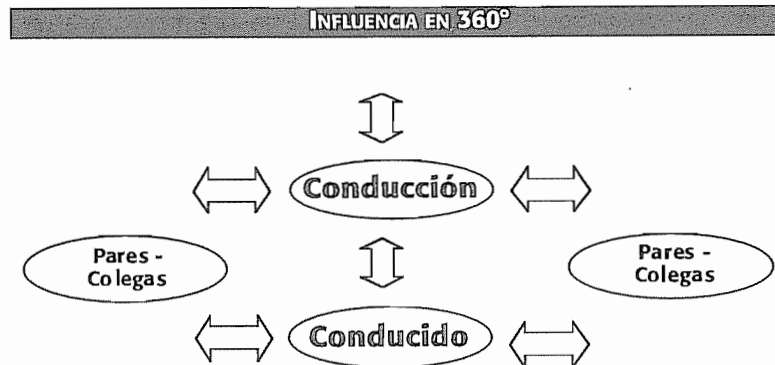 INFLUENCIA EN 360°
Conducción
Pares -
Colegas
Pares -
Colegas
Conducido